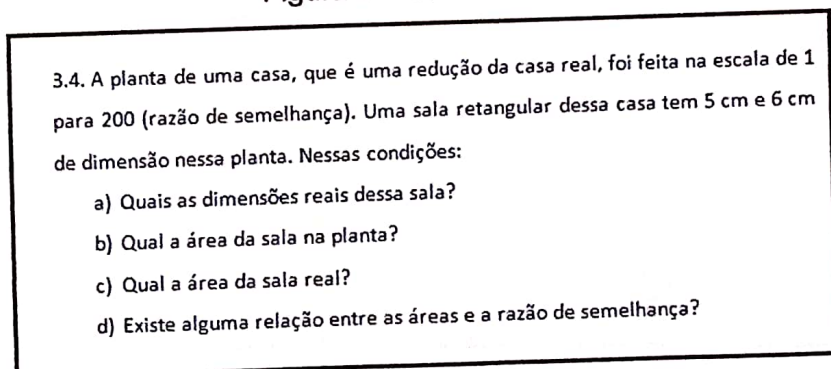 3.4. A planta de uma casa, que é uma redução da casa real, foi feita na escala de 1
para 200 (razão de semelhança). Uma sala retangular dessa casa tem 5 cm e 6 cm
de dimensão nessa planta. Nessas condições:
a) Quais as dimensões reais dessa sala?
b) Qual a área da sala na planta?
c) Qual a área da sala real?
d) Existe alguma relação entre as áreas e a razão de semelhança?